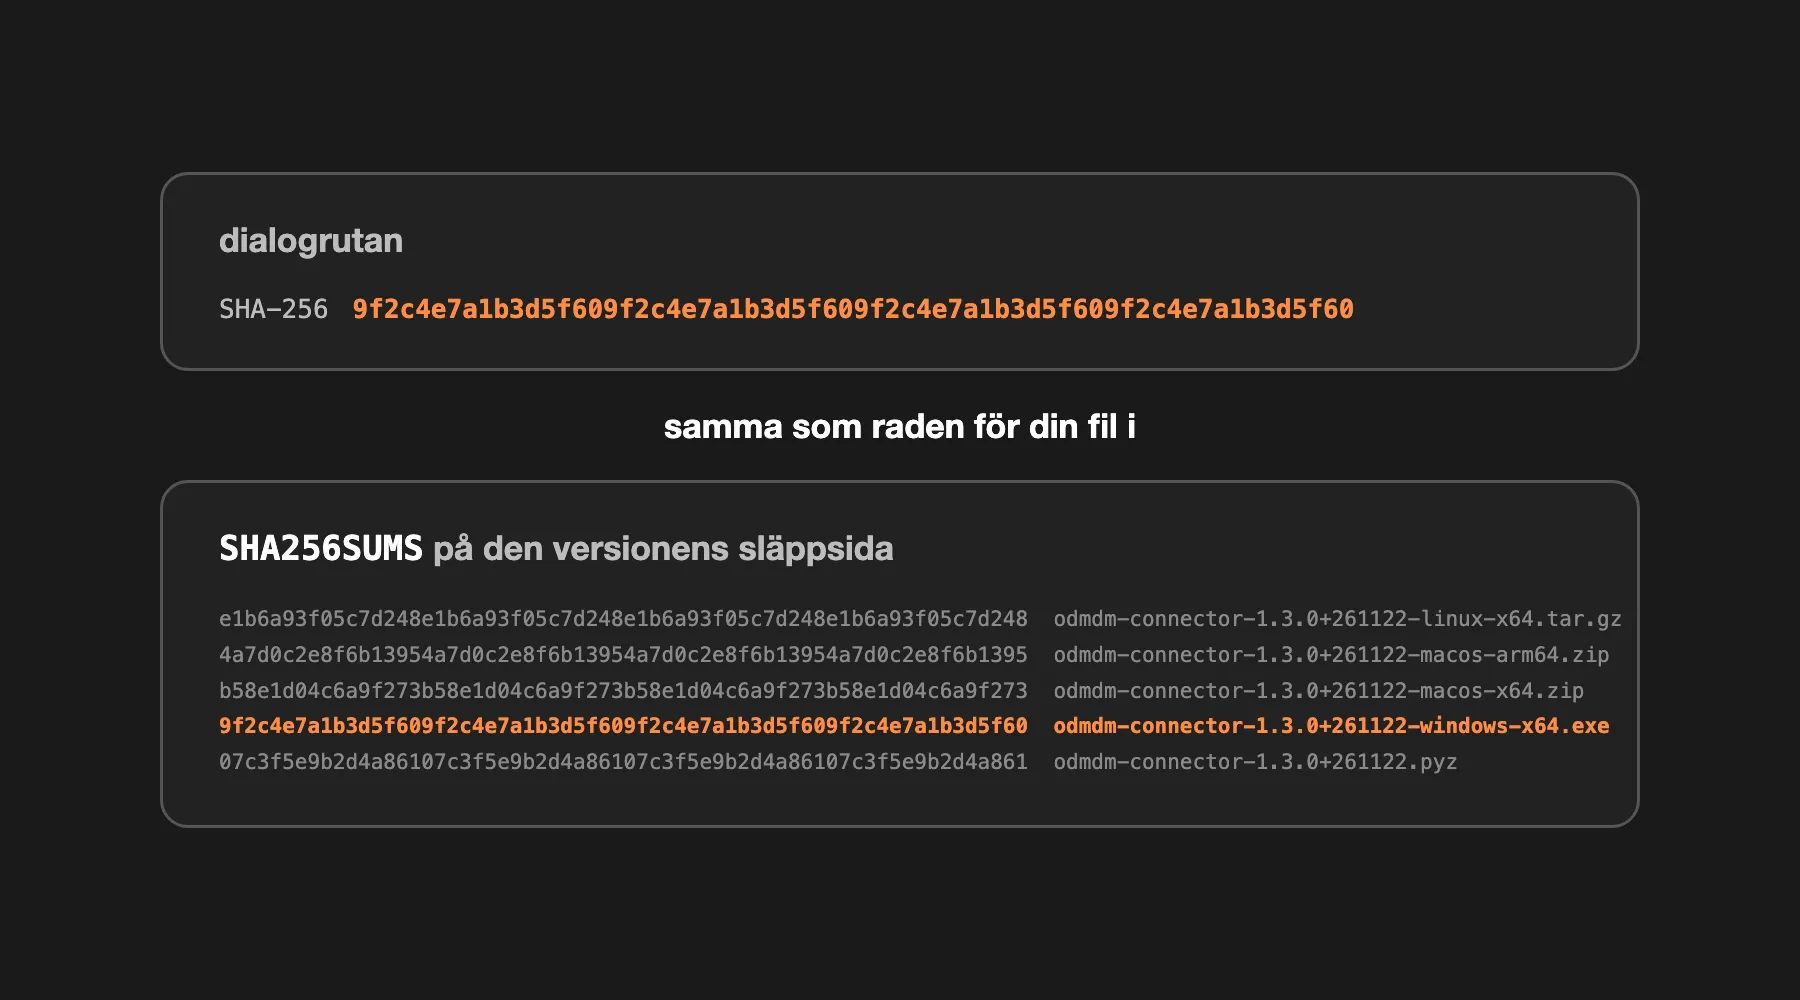 dialogrutan
SHA-256 9f2c4e7a1b3d5f609f2c4e7a1b3d5f609f2c4e7a1b3d5f609f2c4e7a1b3d5f60
samma som raden för din fil i
SHA256SUMS på den versionens släppsida
e1b6a93f05c7d248e1b6a93f05c7d248e1b6a93f05c7d248e1b6a93f05c7d248 odmdm-connector-1.3.0+261122-linux-x64.tar.gz
4a7d0c2e8f6b13954a7d0c2e8f6b13954a7d0c2e8f6b13954a7d0c2e8f6b1395 odmdm-connector-1.3.0+261122-macos-arm64.zip
b58e1d04c6a9f273b58e1d04c6a9f273b58e1d04c6a9f273b58e1d04c6a9f273 odmdm-connector-1.3.0+261122-macos-x64.zip
9f2c4e7a1b3d5f609f2c4e7a1b3d5f609f2c4e7a1b3d5f609f2c4e7a1b3d5f60 odmdm-connector-1.3.0+261122-windows-x64.exe
07c3f5e9b2d4a86107c3f5e9b2d4a86107c3f5e9b2d4a86107c3f5e9b2d4a861 odmdm-connector-1.3.0+261122.pyz